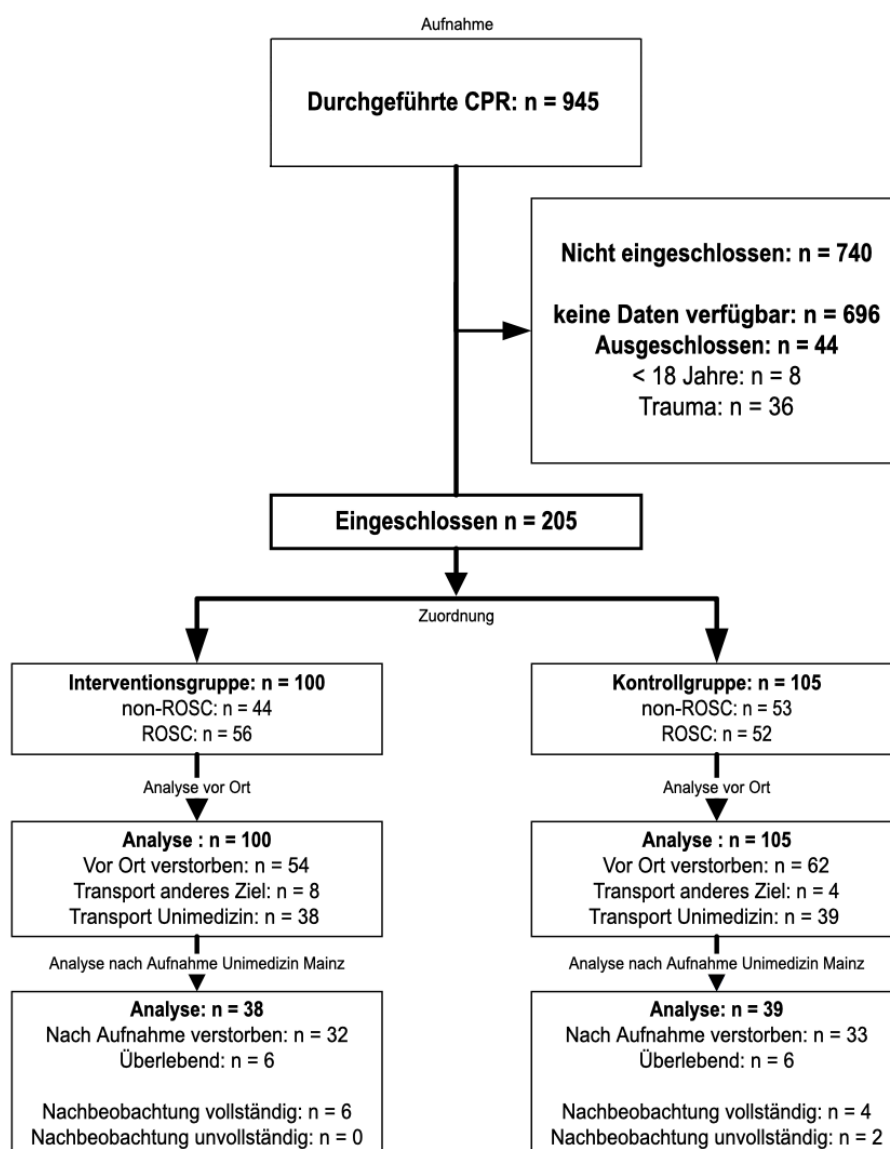 Aufnahme
Durchgeführte CPR: n = 945
Nicht eingeschlossen: n = 740
keine Daten verfügbar: n = 696
Ausgeschlossen: n = 44
< 18 Jahre: n = 8
Trauma: n = 36
Eingeschlossen n = 205
Zuordnung
Interventionsgruppe: n = 100
non-ROSC: n = 44
ROSC: n = 56
Kontrollgruppe: n = 105
non-ROSC: n = 53
ROSC: n = 52
Analyse vor Ort
Analyse vor Ort
Analyse : n = 100
Vor Ort verstorben: n = 54
Transport anderes Ziel: n = 8
Transport Unimedizin: n = 38
Analyse : n = 105
Vor Ort verstorben: n = 62
Transport anderes Ziel: n = 4
Transport Unimedizin: n = 39
Analyse nach Aufnahme Unimedizin Mainz
Analyse nach Aufnahme Unimedizin Mainz
Analyse: n = 38
Nach Aufnahme verstorben: n = 32
Überlebend: n = 6
Nachbeobachtung vollständig: n = 6
Nachbeobachtung unvollständig: n = 0
Analyse: n = 39
Nach Aufnahme verstorben: n = 33
Überlebend: n = 6
Nachbeobachtung vollständig: n = 4
Nachbeobachtung unvollständig: n = 2